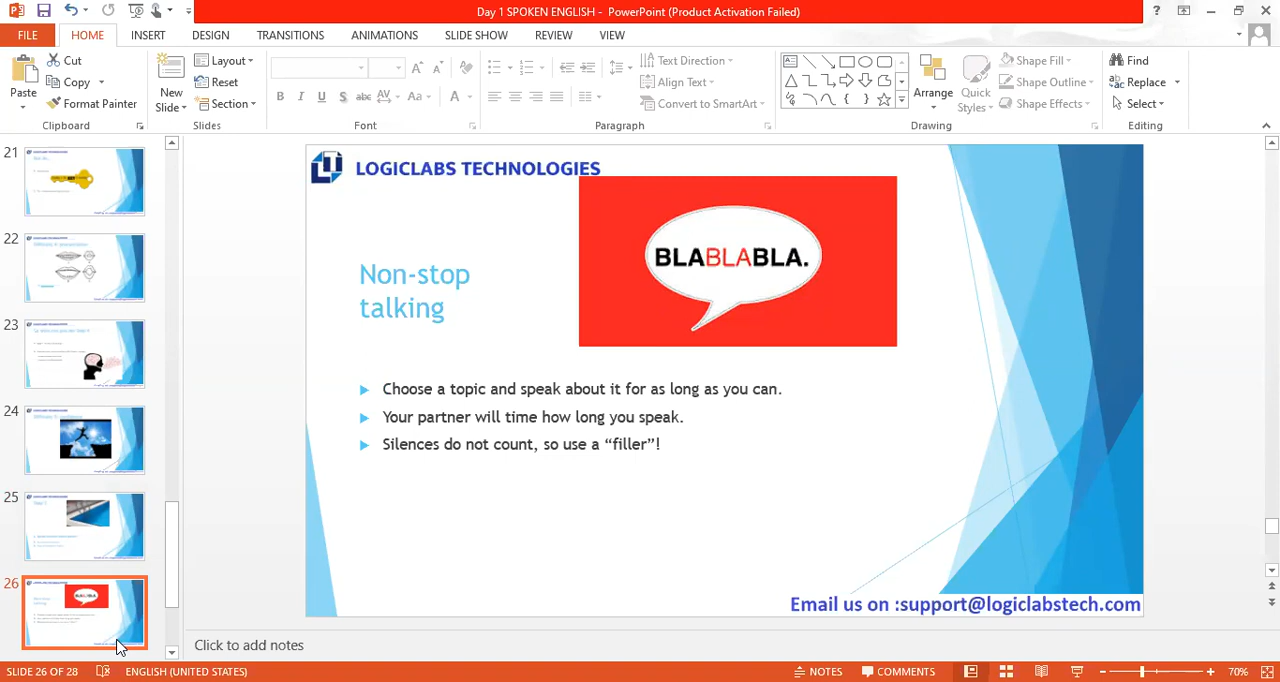 Day 1 SPOKEN ENGLISH - PowerPoint (Product Activation Failed)
FILE HOME INSERT DESIGN TRANSITIONS ANIMATIONS SLIDE SHOW REVIEW VIEW
Paste
Cut
Copy
Format Painter
Clipboard
New
Slide
Layout
Reset
Section
Slides
B I U S abc AV Aa A
Font
Text Direction
Align Text
Convert to SmartArt
Paragraph
Arrange
Quick
Styles
Shape Fill
Shape Outline
Shape Effects
Drawing
Find
Replace
Select
Editing
21
22
23
24
25
26
LOGICLABS TECHNOLOGIES
BLABLABLA.
Non-stop
talking
Choose a topic and speak about it for as long as you can.
Your partner will time how long you speak.
Silences do not count, so use a “filler”!
Email us on :support@logiclabstech.com
Click to add notes
SLIDE 26 OF 28 ENGLISH (UNITED STATES) NOTES COMMENTS 70%